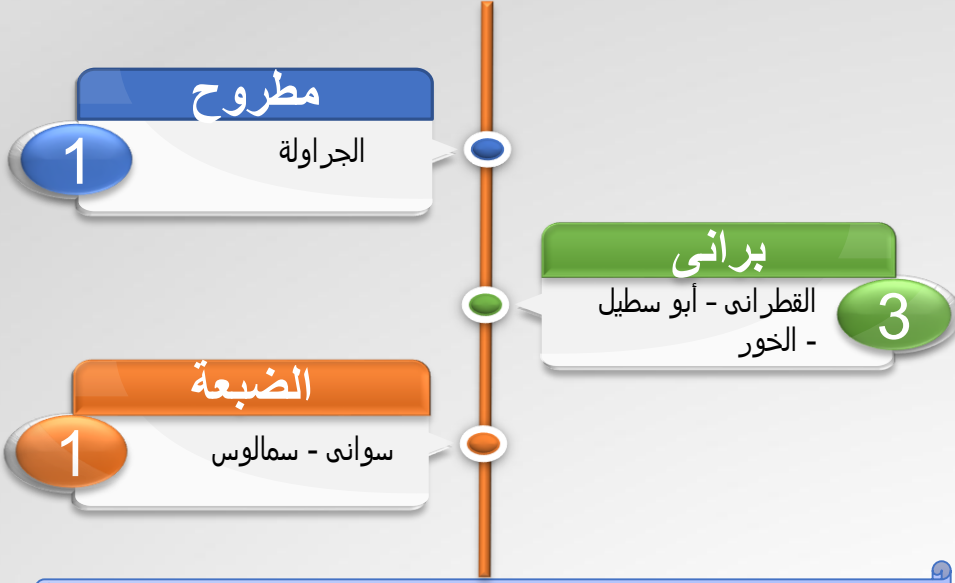 مطروح
1
الجراولة
برانى
3
القطرانى - أبو سطيل
- الخور
الضبعة
1
سوانى - سمالوس